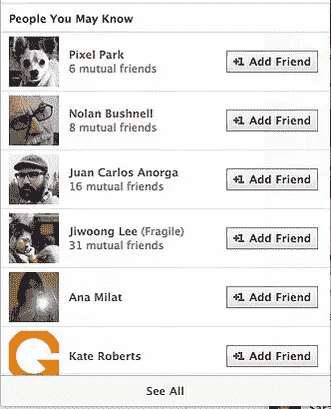 People You May Know
Pixel Park
6 mutual friends
+1 Add Friend
Nolan Bushnell
8 mutual friends
+1 Add Friend
Juan Carlos Anorga
16 mutual friends
+1 Add Friend
Jiwoong Lee (Fragile)
31 mutual friends
+1 Add Friend
Ana Milat
+1 Add Friend
Kate Roberts
+1 Add Friend
See All